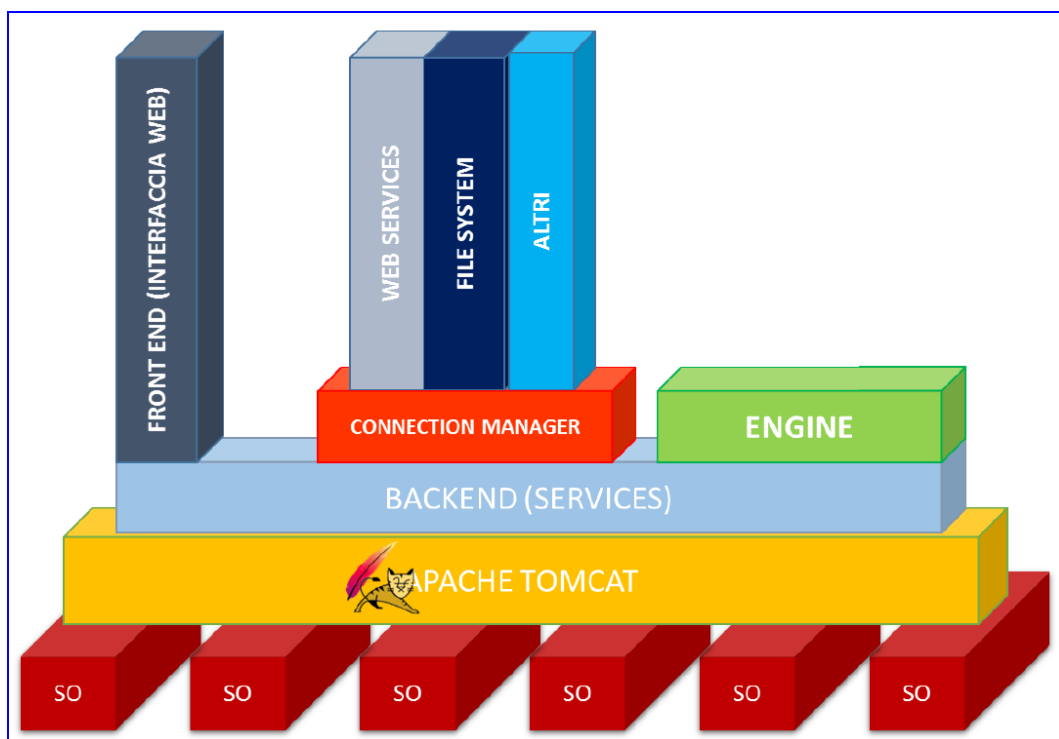 FRONT END (INTERFACCIA WEB)
WEB SERVICES
FILE SYSTEM
ALTRI
CONNECTION MANAGER
ENGINE
BACKEND (SERVICES)
APACHE TOMCAT
SO
SO
SO
SO
SO
SO